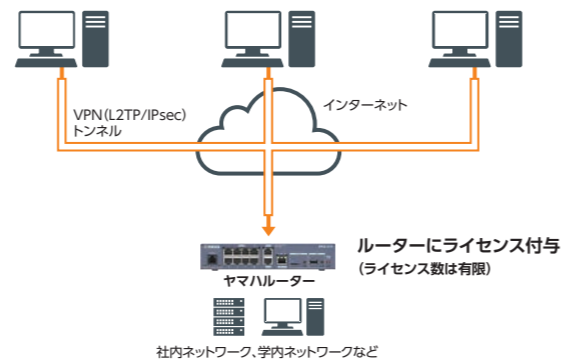 VPN(L2TP/IPsec)
トンネル
インターネット
ルーターにライセンス付与
(ライセンス数は有限)
ヤマハルーター
社内ネットワーク、学内ネットワークなど